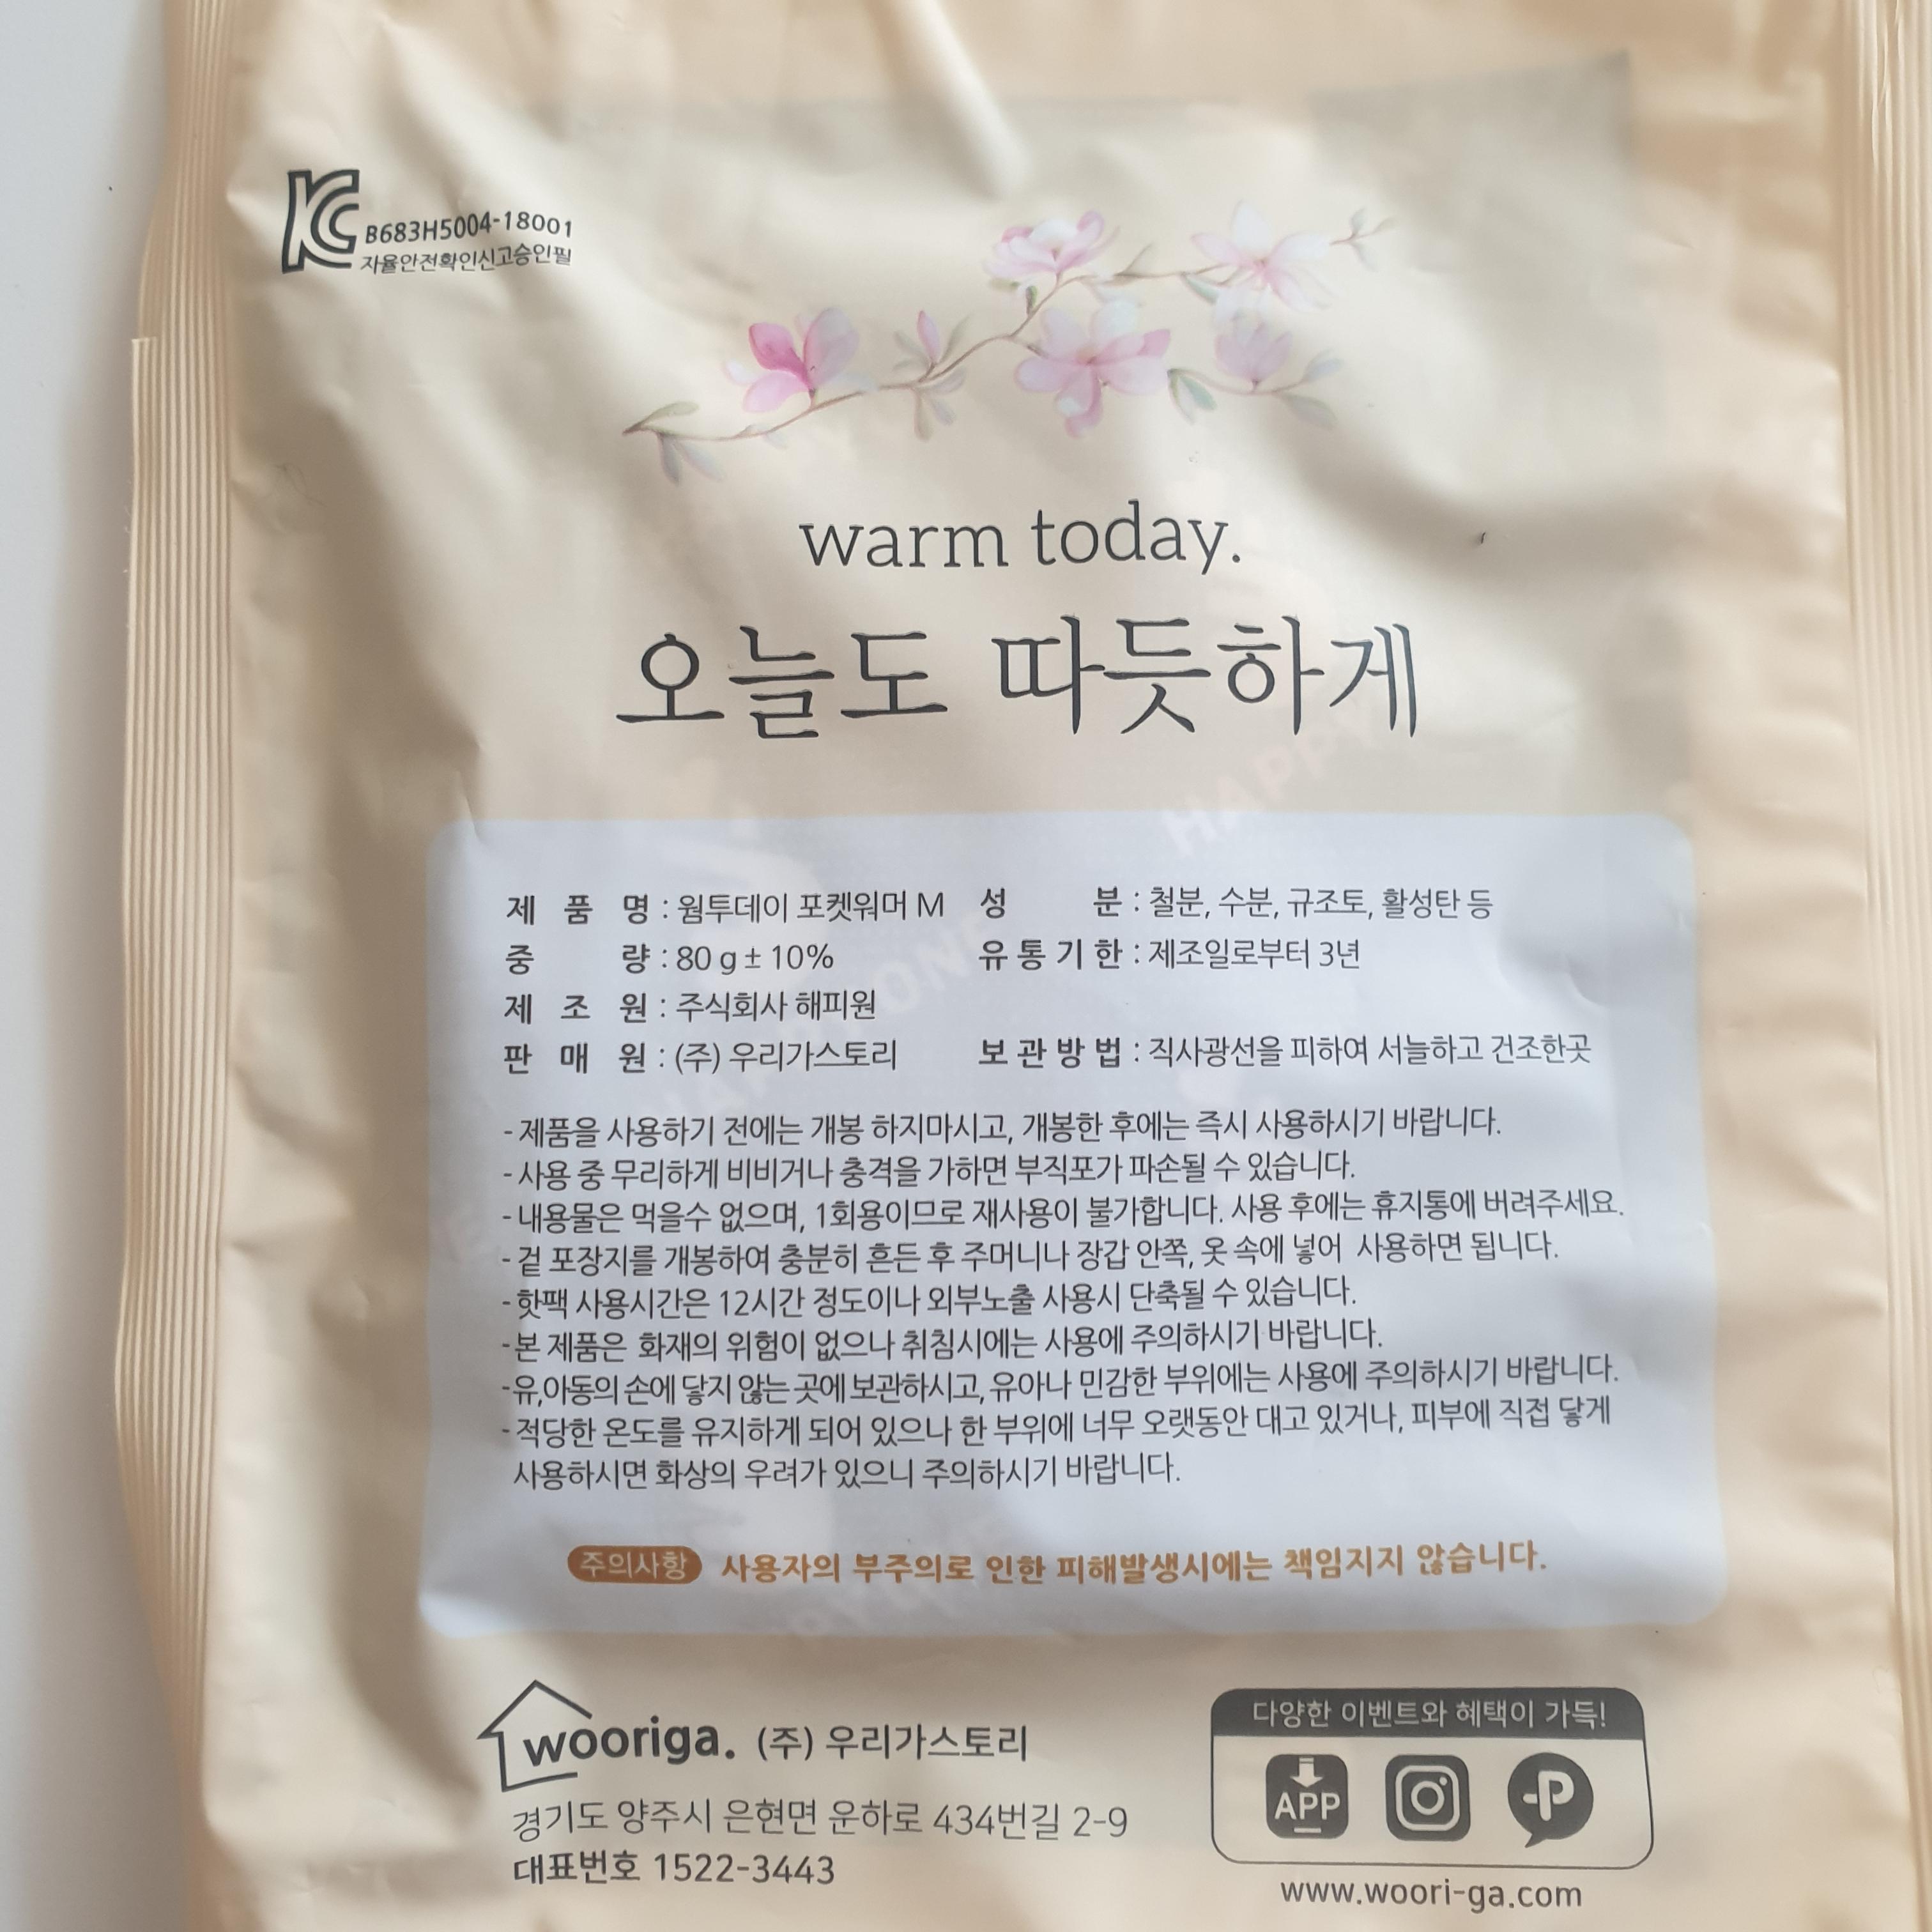 KC
B683H5004-18001
자율안전확인신고승인필
warm today.
오늘도 따듯하게
제 품 명 : 웜투데이 포켓워머 M 성 분 : 철분, 수분, 규조토, 활성탄 등
중 량 : 80 g ± 10% 유통기한 : 제조일로부터 3년
제 조 원 : 주식회사 해피원
판 매 원 : (주) 우리가스토리 보관방법 : 직사광선을 피하여 서늘하고 건조한곳
- 제품을 사용하기 전에는 개봉 하지마시고, 개봉한 후에는 즉시 사용하시기 바랍니다.
- 사용 중 무리하게 비비거나 충격을 가하면 부직포가 파손될 수 있습니다.
- 내용물은 먹을수 없으며, 1회용이므로 재사용이 불가합니다. 사용 후에는 휴지통에 버려주세요.
- 겉 포장지를 개봉하여 충분히 흔든 후 주머니나 장갑 안쪽, 옷 속에 넣어 사용하면 됩니다.
- 핫팩 사용시간은 12시간 정도이나 외부노출 사용시 단축될 수 있습니다.
- 본 제품은 화재의 위험이 없으나 취침시에는 사용에 주의하시기 바랍니다.
- 유,아동의 손에 닿지 않는 곳에 보관하시고, 유아나 민감한 부위에는 사용에 주의하시기 바랍니다.
- 적당한 온도를 유지하게 되어 있으나 한 부위에 너무 오랫동안 대고 있거나, 피부에 직접 닿게
사용하시면 화상의 우려가 있으니 주의하시기 바랍니다.
주의사항 사용자의 부주의로 인한 피해발생시에는 책임지지 않습니다.
wooriga. (주) 우리가스토리
경기도 양주시 은현면 운하로 434번길 2-9
대표번호 1522-3443
다양한 이벤트와 혜택이 가득!
APP
P
www.woori-ga.com